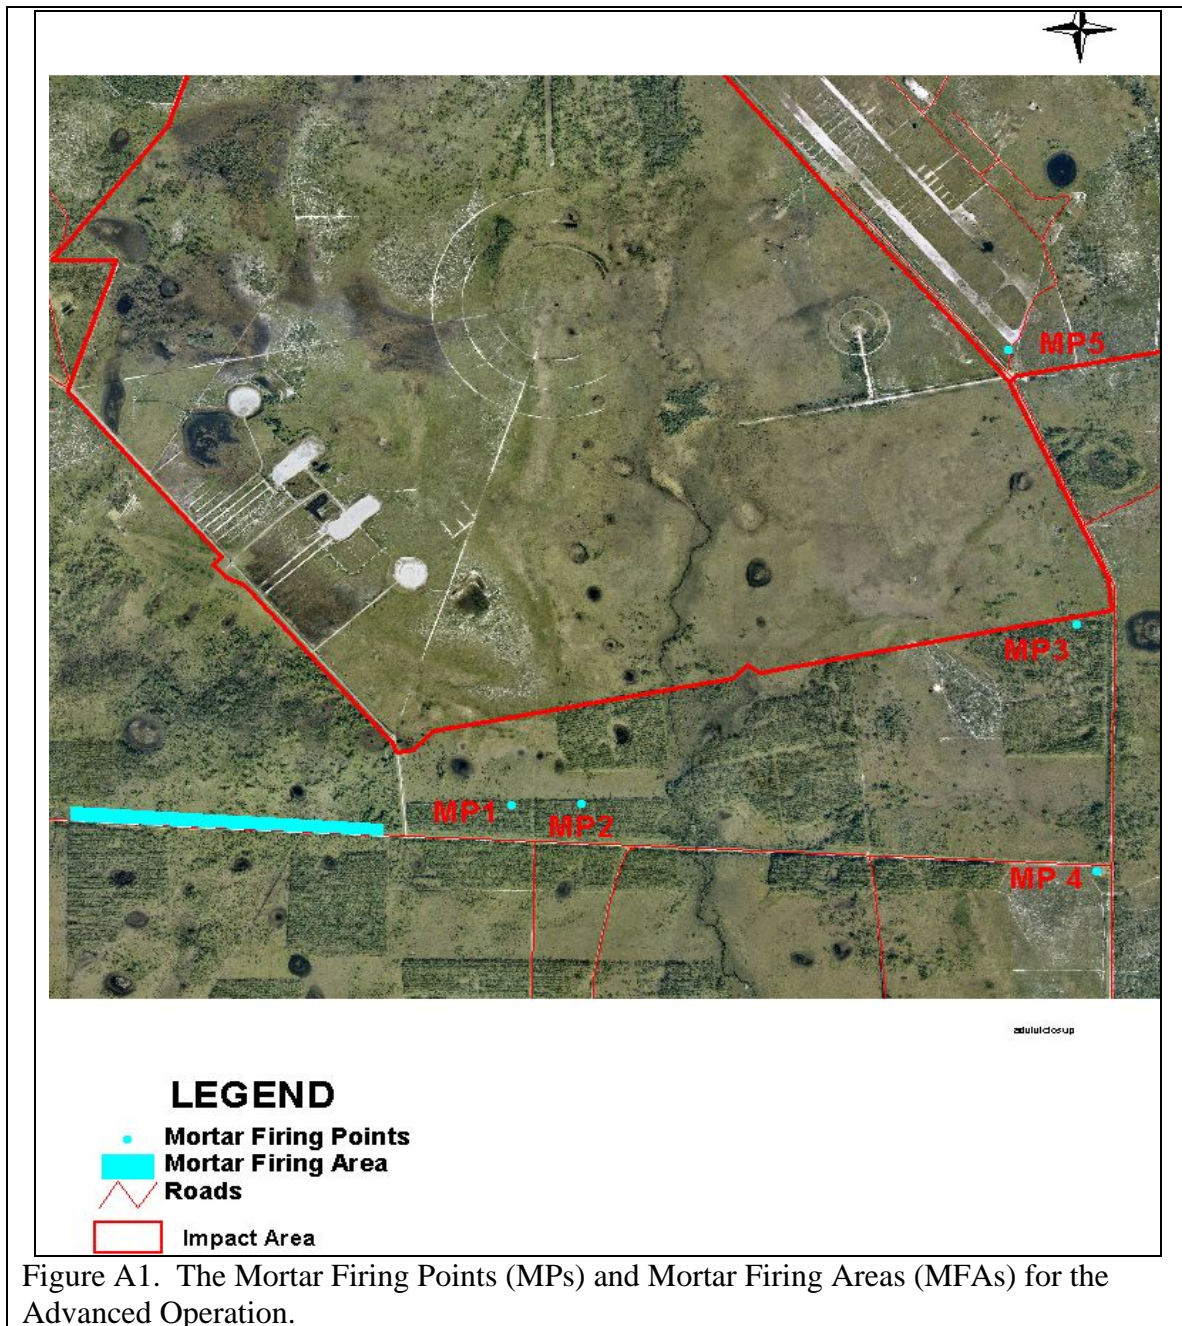 MP5
MP3
MP1
MP2
MP 4
LEGEND
Mortar Firing Points
Mortar Firing Area
Roads
Impact Area
Figure A1. The Mortar Firing Points (MPs) and Mortar Firing Areas (MFAs) for the
Advanced Operation.